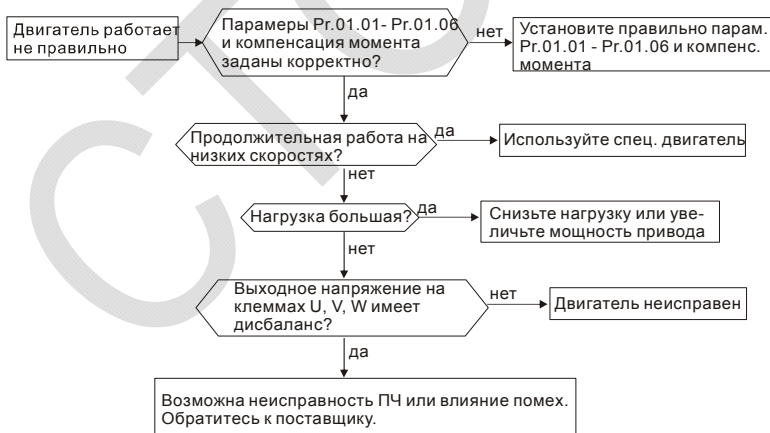 Двигатель работает
не правильно
Парамеры Pr.01.01- Pr.01.06
и компенсация момента
заданы корректно?
нет
Установите правильно парам.
Pr.01.01 - Pr.01.06 и компенс.
момента
да
Продолжительная работа на
низких скоростях?
да
Используйте спец. двигатель
нет
Нагрузка большая?
да
Снизьте нагрузку или уве-
личьте мощность привода
нет
Выходное напряжение на
клеммах U, V, W имеет
дисбаланс?
нет
Двигатель неисправен
да
Возможна неисправность ПЧ или влияние помех.
Обратитесь к поставщику.